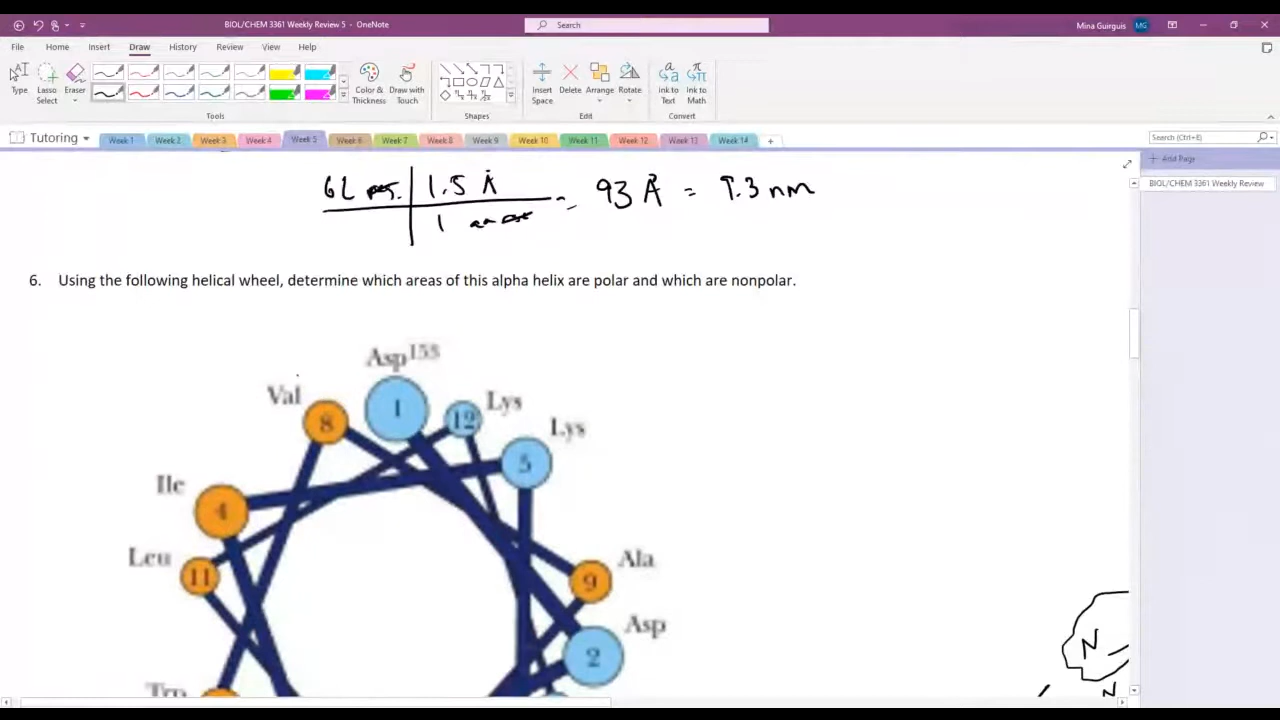 BIOL/CHEM 3361 Weekly Review 5 - OneNote
Search
Mina Guirguis MG
File Home Insert Draw History Review View Help
Type Lasso Select Eraser Color & Thickness Draw with Touch Insert Space Delete Arrange Rotate Ink to Text Ink to Math
Tools Shapes Edit Convert
Tutoring Week 1 Week 2 Week 3 Week 4 Week 5 Week 6 Week 7 Week 8 Week 9 Week 10 Week 11 Week 12 Week 13 Week 14 + Search (Ctrl+E)
+ Add Page
BIOL/CHEM 3361 Weekly Review
62 1.5 Å = 93 Å = 9.3 nm
1
6. Using the following helical wheel, determine which areas of this alpha helix are polar and which are nonpolar.
Asp153
Val 8 1 12 Lys
Lys
5
Ile
4
Leu
11 9 Ala
Asp
2
N
Trp
N